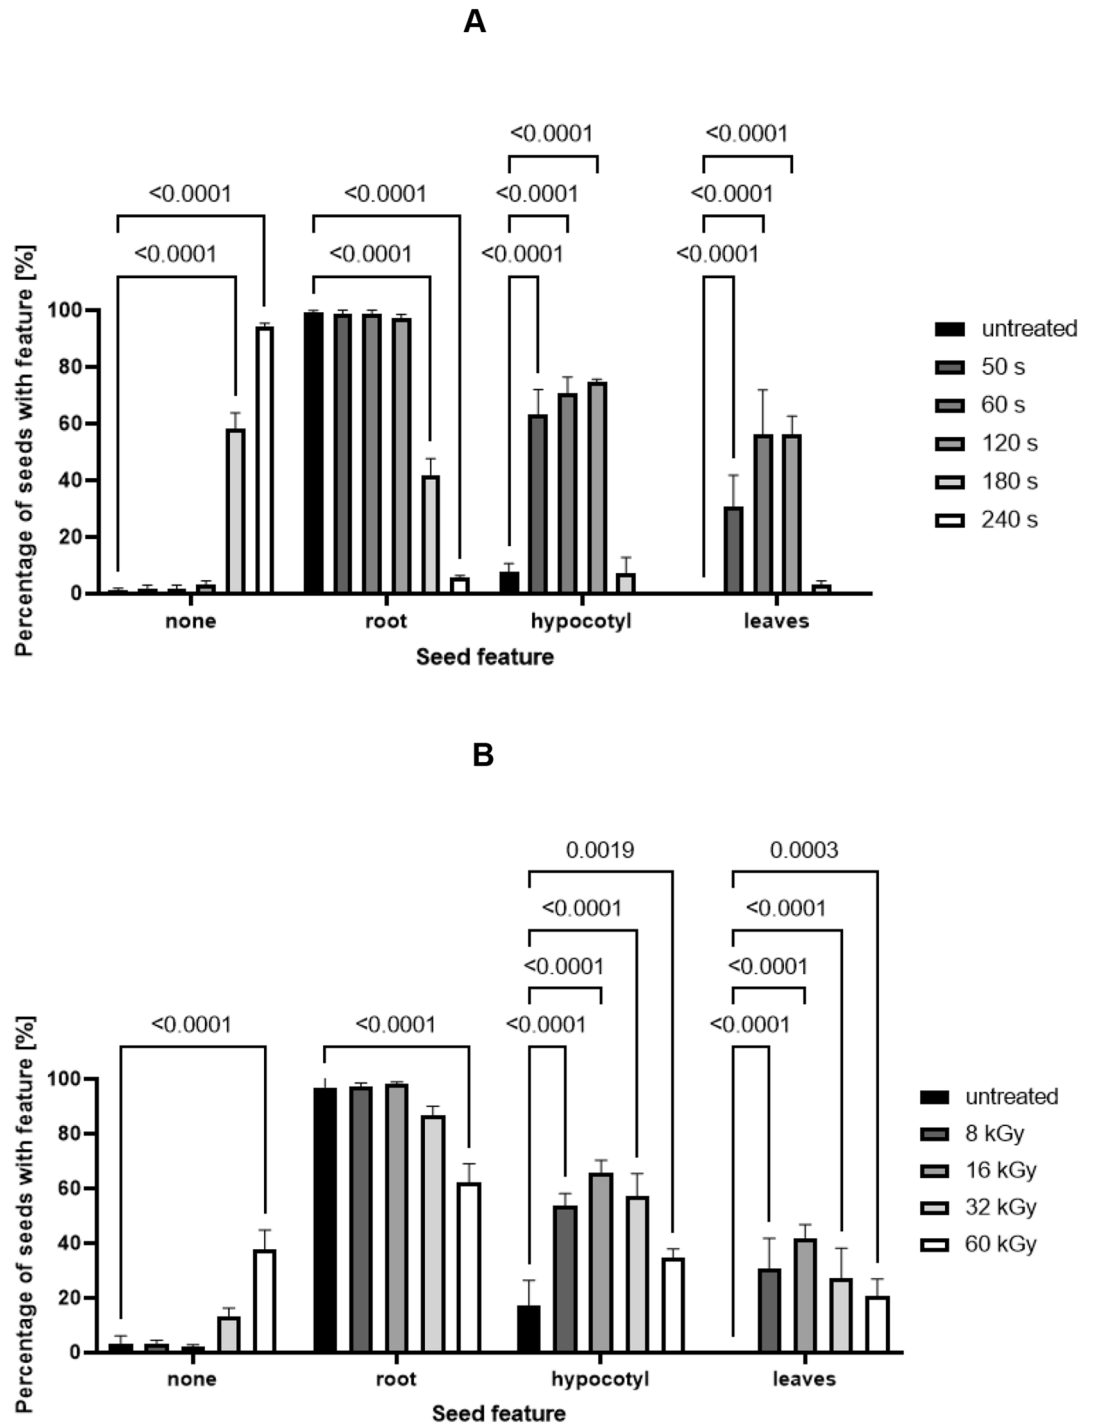 A
<0.0001 <0.0001
<0.0001 <0.0001 <0.0001 <0.0001
<0.0001 <0.0001 <0.0001 <0.0001
Percentage of seeds with feature [%]
100
80
60
40
20
0
none root hypocotyl leaves
Seed feature
untreated
50 s
60 s
120 s
180 s
240 s
B
0.0019 0.0003
<0.0001 <0.0001
<0.0001 <0.0001
<0.0001 <0.0001 <0.0001 <0.0001
Percentage of seeds with feature [%]
100
80
60
40
20
0
none root hypocotyl leaves
Seed feature
untreated
8 kGy
16 kGy
32 kGy
60 kGy